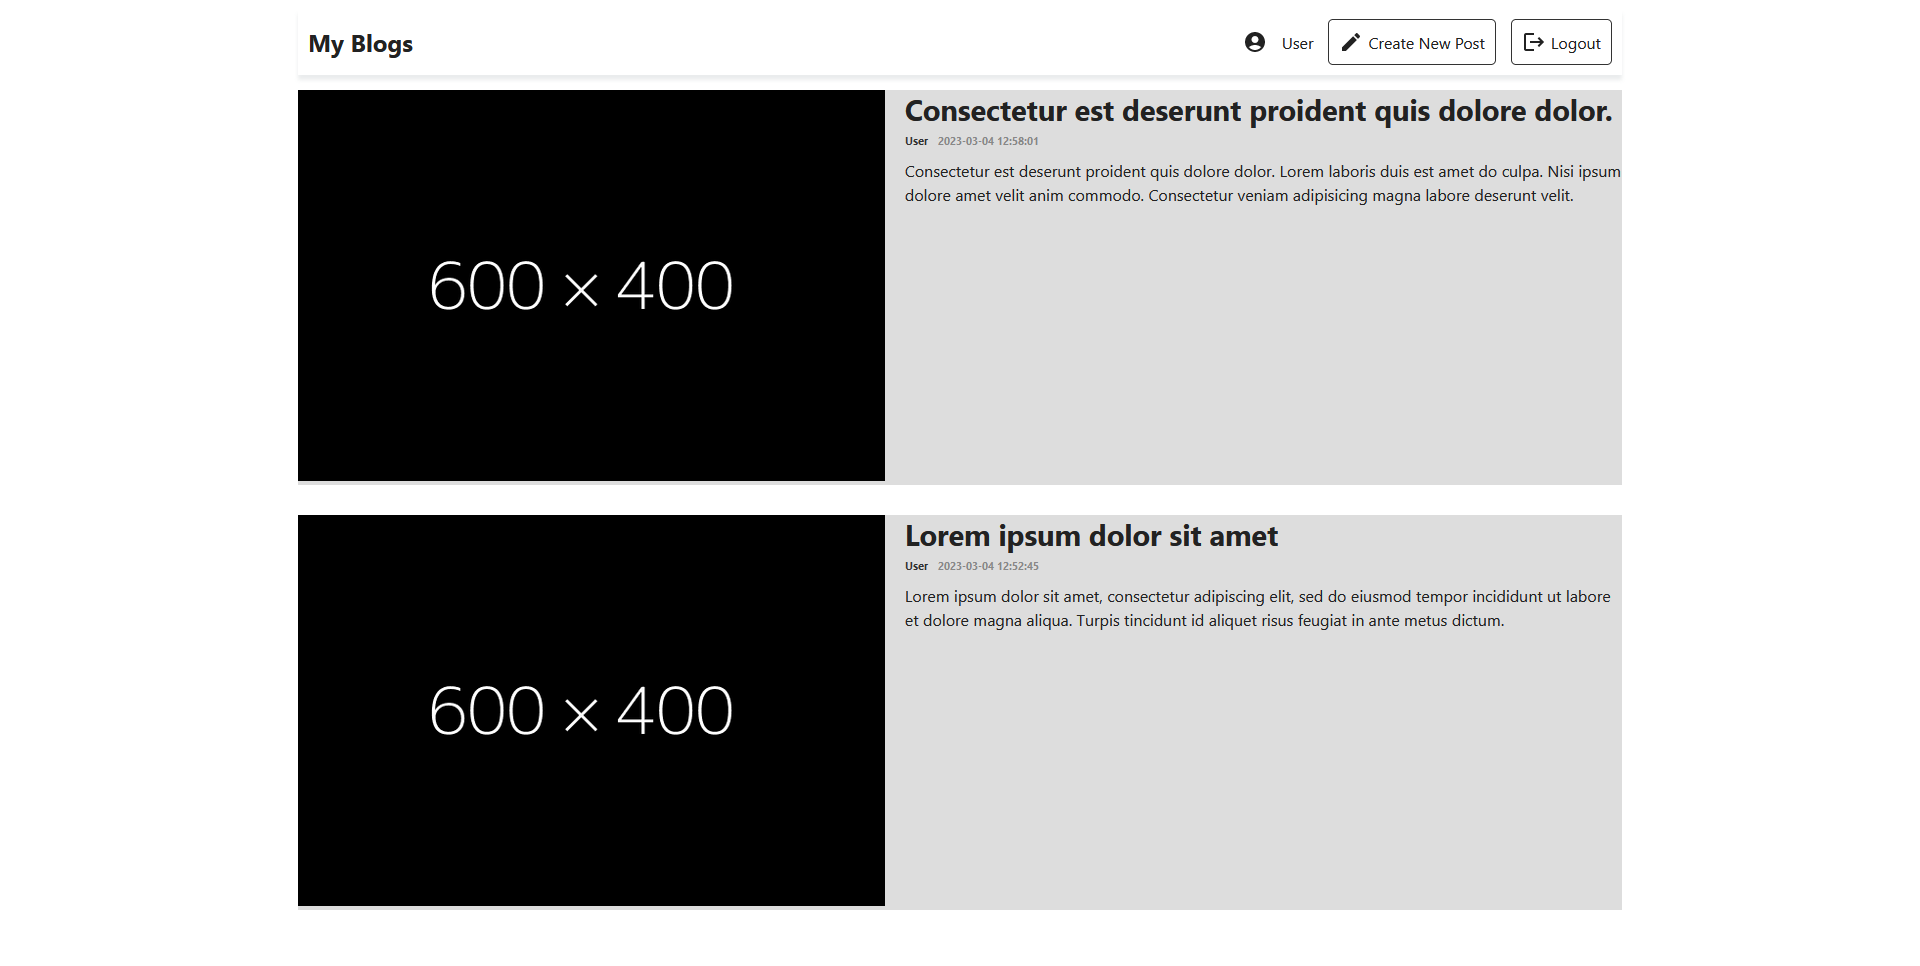 My Blogs
User
Create New Post
Logout
600 × 400
Consectetur est deserunt proident quis dolore dolor.
User 2023-03-04 12:58:01
Consectetur est deserunt proident quis dolore dolor. Lorem laboris duis est amet do culpa. Nisi ipsum
dolore amet velit anim commodo. Consectetur veniam adipisicing magna labore deserunt velit.
600 × 400
Lorem ipsum dolor sit amet
User 2023-03-04 12:52:45
Lorem ipsum dolor sit amet, consectetur adipiscing elit, sed do eiusmod tempor incididunt ut labore
et dolore magna aliqua. Turpis tincidunt id aliquet risus feugiat in ante metus dictum.